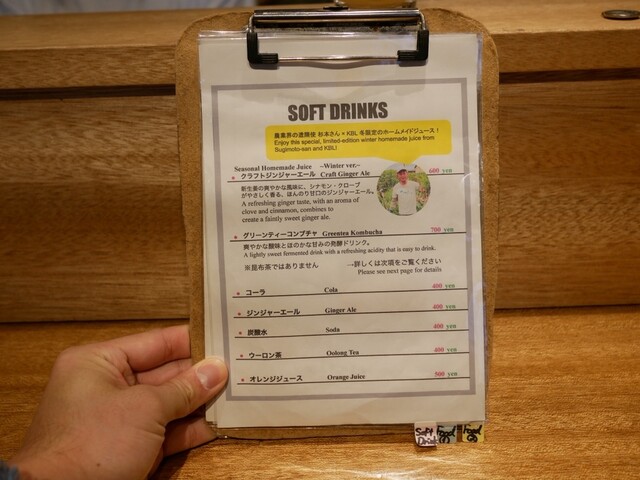 SOFT DRINKS
農業界の遊撃技 杉本さん × KBL 冬限定のホームメイドジュース！
Enjoy this special, limited-edition winter homemade juice from
Sugimoto-san and KBL!
Seasonal Homemade Juice ~Winter ver.~
クラフトジンジャーエール Craft Ginger Ale 600 yen
新生姜の爽やかな風味に、シナモン・クローブ
がやさしく香る、ほんのり甘口のジンジャーエール。
A refreshing ginger taste, with an aroma of
clove and cinnamon, combines to
create a faintly sweet ginger ale.
グリーンティーコンブチャ Greentea Kombucha 700 yen
爽やかな酸味とほのかな甘みの発酵ドリンク。
A lightly sweet fermented drink with a refreshing acidity that is easy to drink.
※昆布茶ではありません →詳しくは次項をご覧ください
Please see next page for details
コーラ Cola 400 yen
ジンジャーエール Ginger Ale 400 yen
炭酸水 Soda 400 yen
ウーロン茶 Oolong Tea 400 yen
オレンジジュース Orange Juice 500 yen
Soft Drink
Food
Food